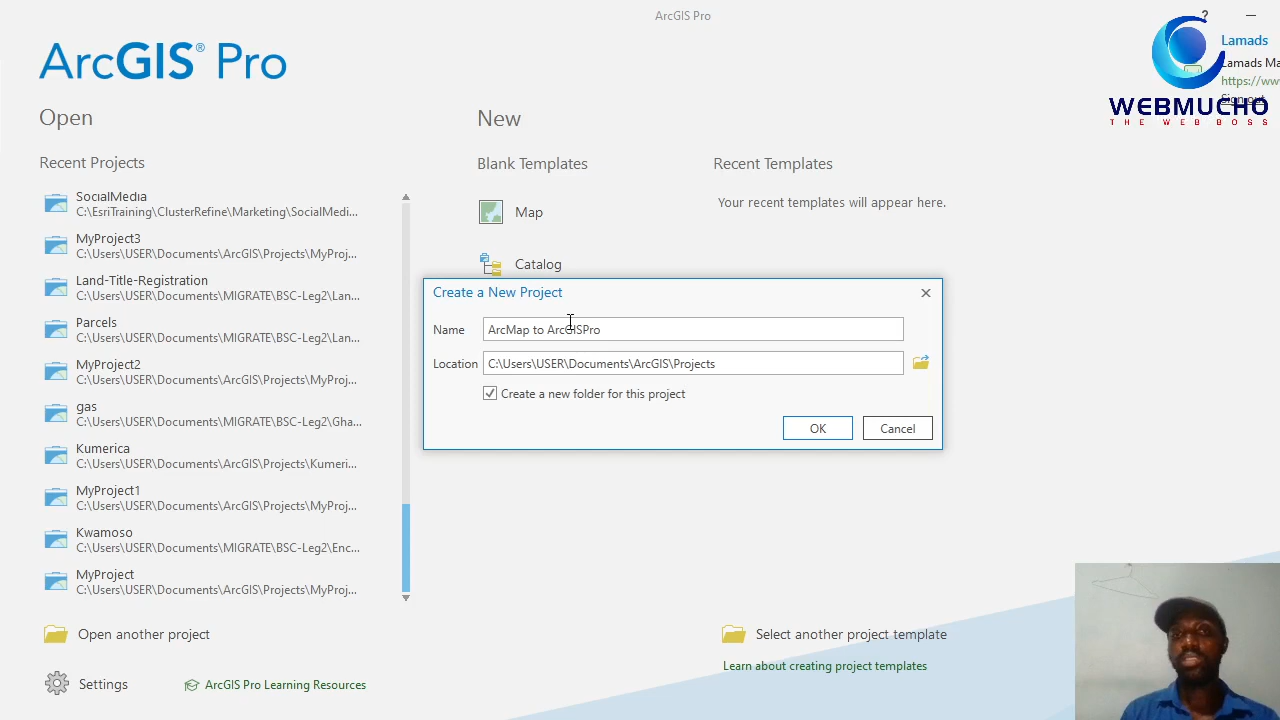 ArcGIS Pro
?
ArcGIS® Pro
Lamads
Lamads Ma
https://ww
Sign out
WEBMUCHO
THE WEB BOSS
Open
New
Recent Projects
Blank Templates
Recent Templates
SocialMedia
C:\EsriTraining\ClusterRefine\Marketing\SocialMedi...
MyProject3
C:\Users\USER\Documents\ArcGIS\Projects\MyProj...
Land-Title-Registration
C:\Users\USER\Documents\MIGRATE\BSC-Leg2\Lan...
Parcels
C:\Users\USER\Documents\MIGRATE\BSC-Leg2\Lan...
MyProject2
C:\Users\USER\Documents\ArcGIS\Projects\MyProj...
gas
C:\Users\USER\Documents\MIGRATE\BSC-Leg2\Gha...
Kumerica
C:\Users\USER\Documents\ArcGIS\Projects\Kumeri...
MyProject1
C:\Users\USER\Documents\ArcGIS\Projects\MyProj...
Kwamoso
C:\Users\USER\Documents\MIGRATE\BSC-Leg2\Enc...
MyProject
C:\Users\USER\Documents\ArcGIS\Projects\MyProj...
Map
Catalog
Your recent templates will appear here.
Create a New Project
Name
ArcMap to ArcGISPro
Location
C:\Users\USER\Documents\ArcGIS\Projects
Create a new folder for this project
OK
Cancel
Open another project
Select another project template
Learn about creating project templates
Settings
ArcGIS Pro Learning Resources